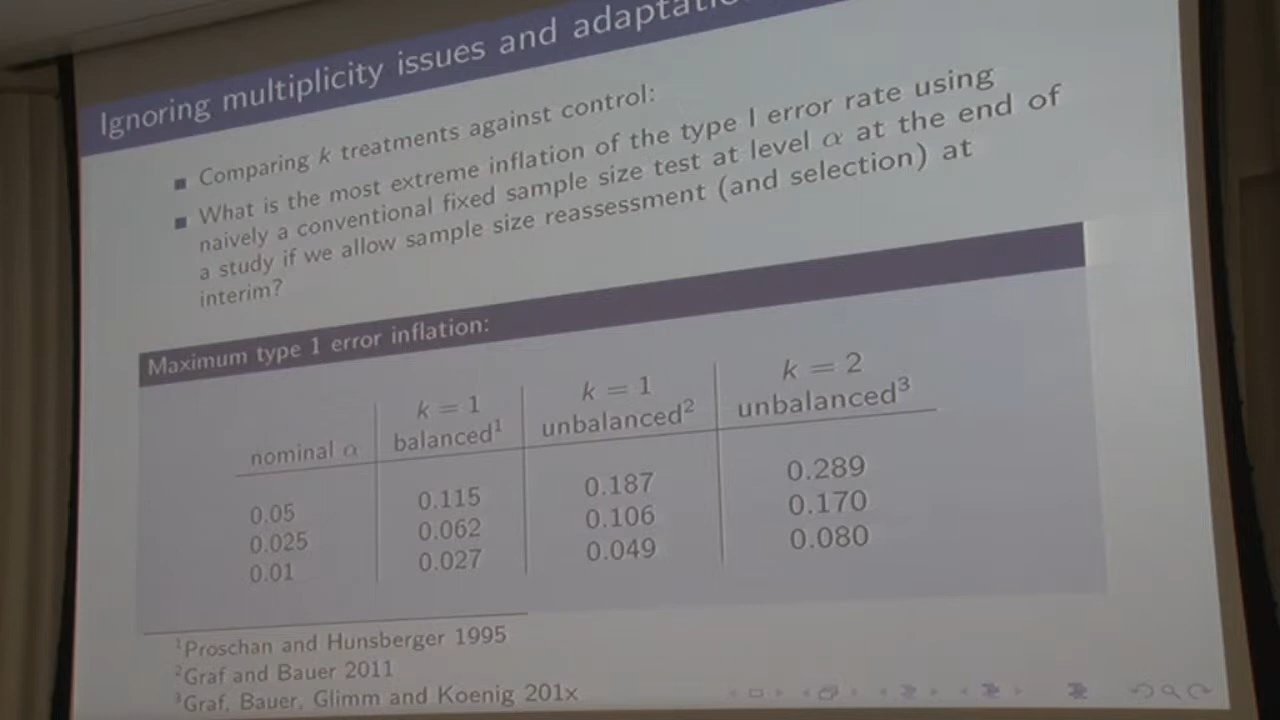 Ignoring multiplicity issues and
Comparing k treatments against control:
What is the most extreme inflation of the type I error rate using
naively a conventional fixed sample size test at level α at the end of
a study if we allow sample size reassessment (and selection) at
interim?
Maximum type 1 error inflation:
nominal α | k = 1 balanced¹ | k = 1 unbalanced² | k = 2 unbalanced³
0.05 | 0.115 | 0.187 | 0.289
0.025 | 0.062 | 0.106 | 0.170
0.01 | 0.027 | 0.049 | 0.080
¹Proschan and Hunsberger 1995
²Graf and Bauer 2011
³Graf, Bauer, Glimm and Koenig 201x